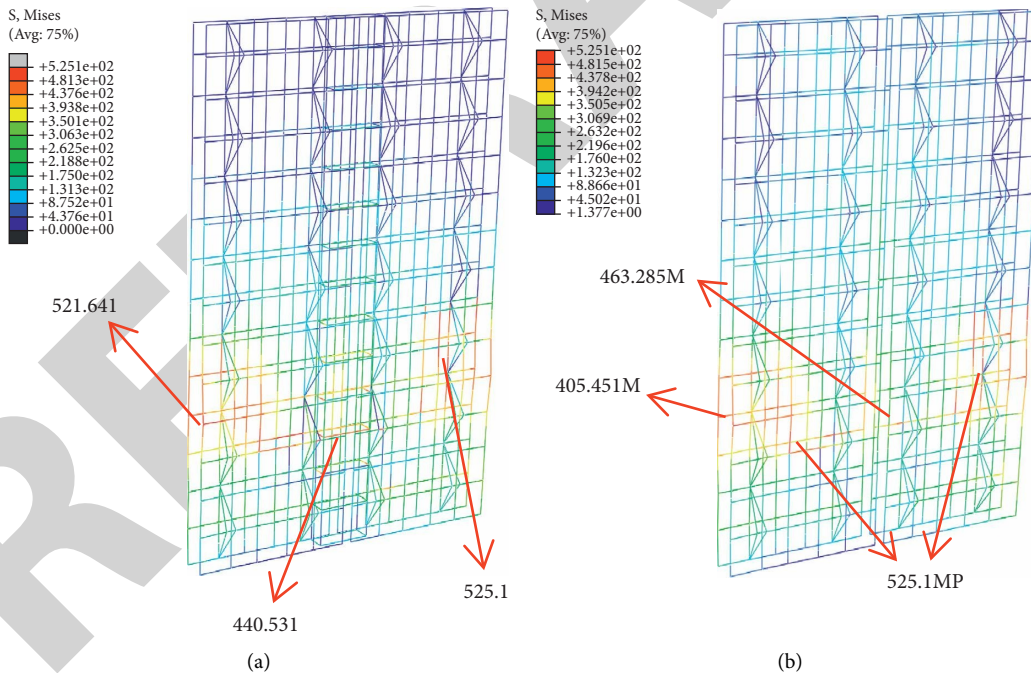 S, Mises
(Avg: 75%)
+5.251e+02
+4.813e+02
+4.376e+02
+3.938e+02
+3.501e+02
+3.063e+02
+2.625e+02
+2.188e+02
+1.750e+02
+1.313e+02
+8.752e+01
+4.376e+01
+0.000e+00
521.641
440.531
525.1
(a)
S, Mises
(Avg: 75%)
+5.251e+02
+4.815e+02
+4.378e+02
+3.942e+02
+3.505e+02
+3.069e+02
+2.632e+02
+2.196e+02
+1.760e+02
+1.323e+02
+8.866e+01
+4.502e+01
+1.377e+00
463.285M
405.451M
525.1MP
(b)